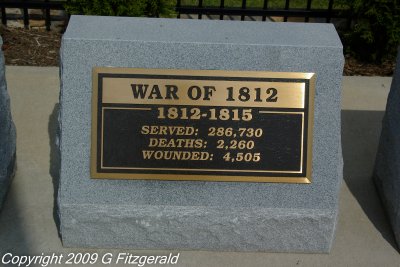 WAR OF 1812
1812-1815
SERVED: 286,730
DEATHS: 2,260
WOUNDED: 4,505
Copyright © 2009 G Fitzgerald